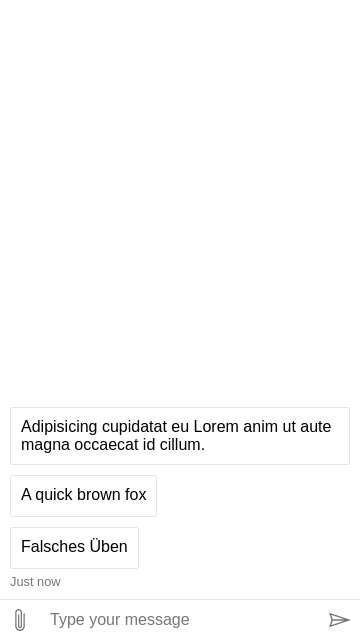 Adipisicing cupidatat eu Lorem anim ut aute
magna occaecat id cillum.
A quick brown fox
Falsches Üben
Just now
Type your message